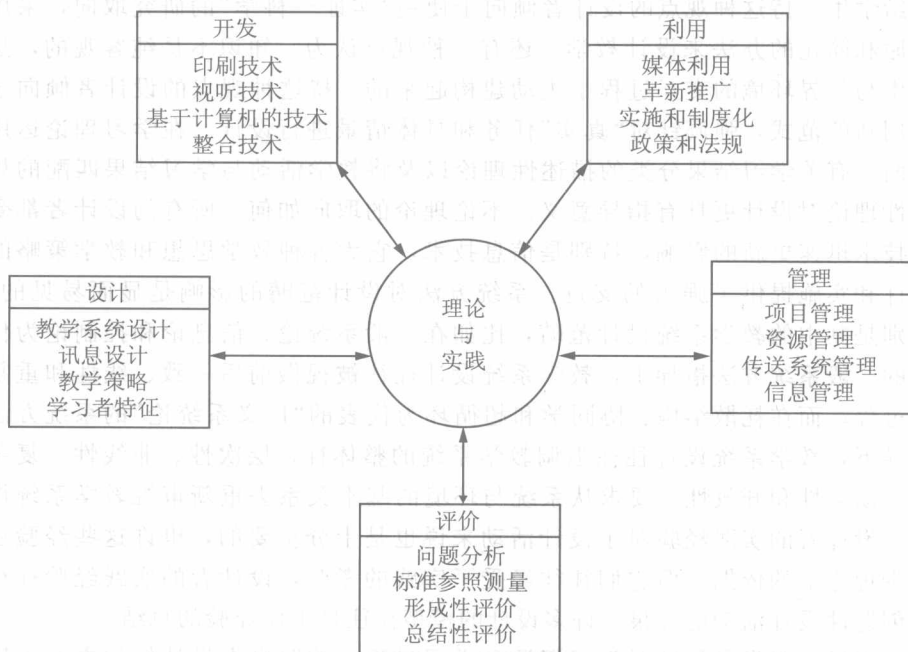 开发
印刷技术
视听技术
基于计算机的技术
整合技术
利用
媒体利用
革新推广
实施和制度化
政策和法规
理论
与
实践
设计
教学系统设计
讯息设计
教学策略
学习者特征
管理
项目管理
资源管理
传送系统管理
信息管理
评价
问题分析
标准参照测量
形成性评价
总结性评价